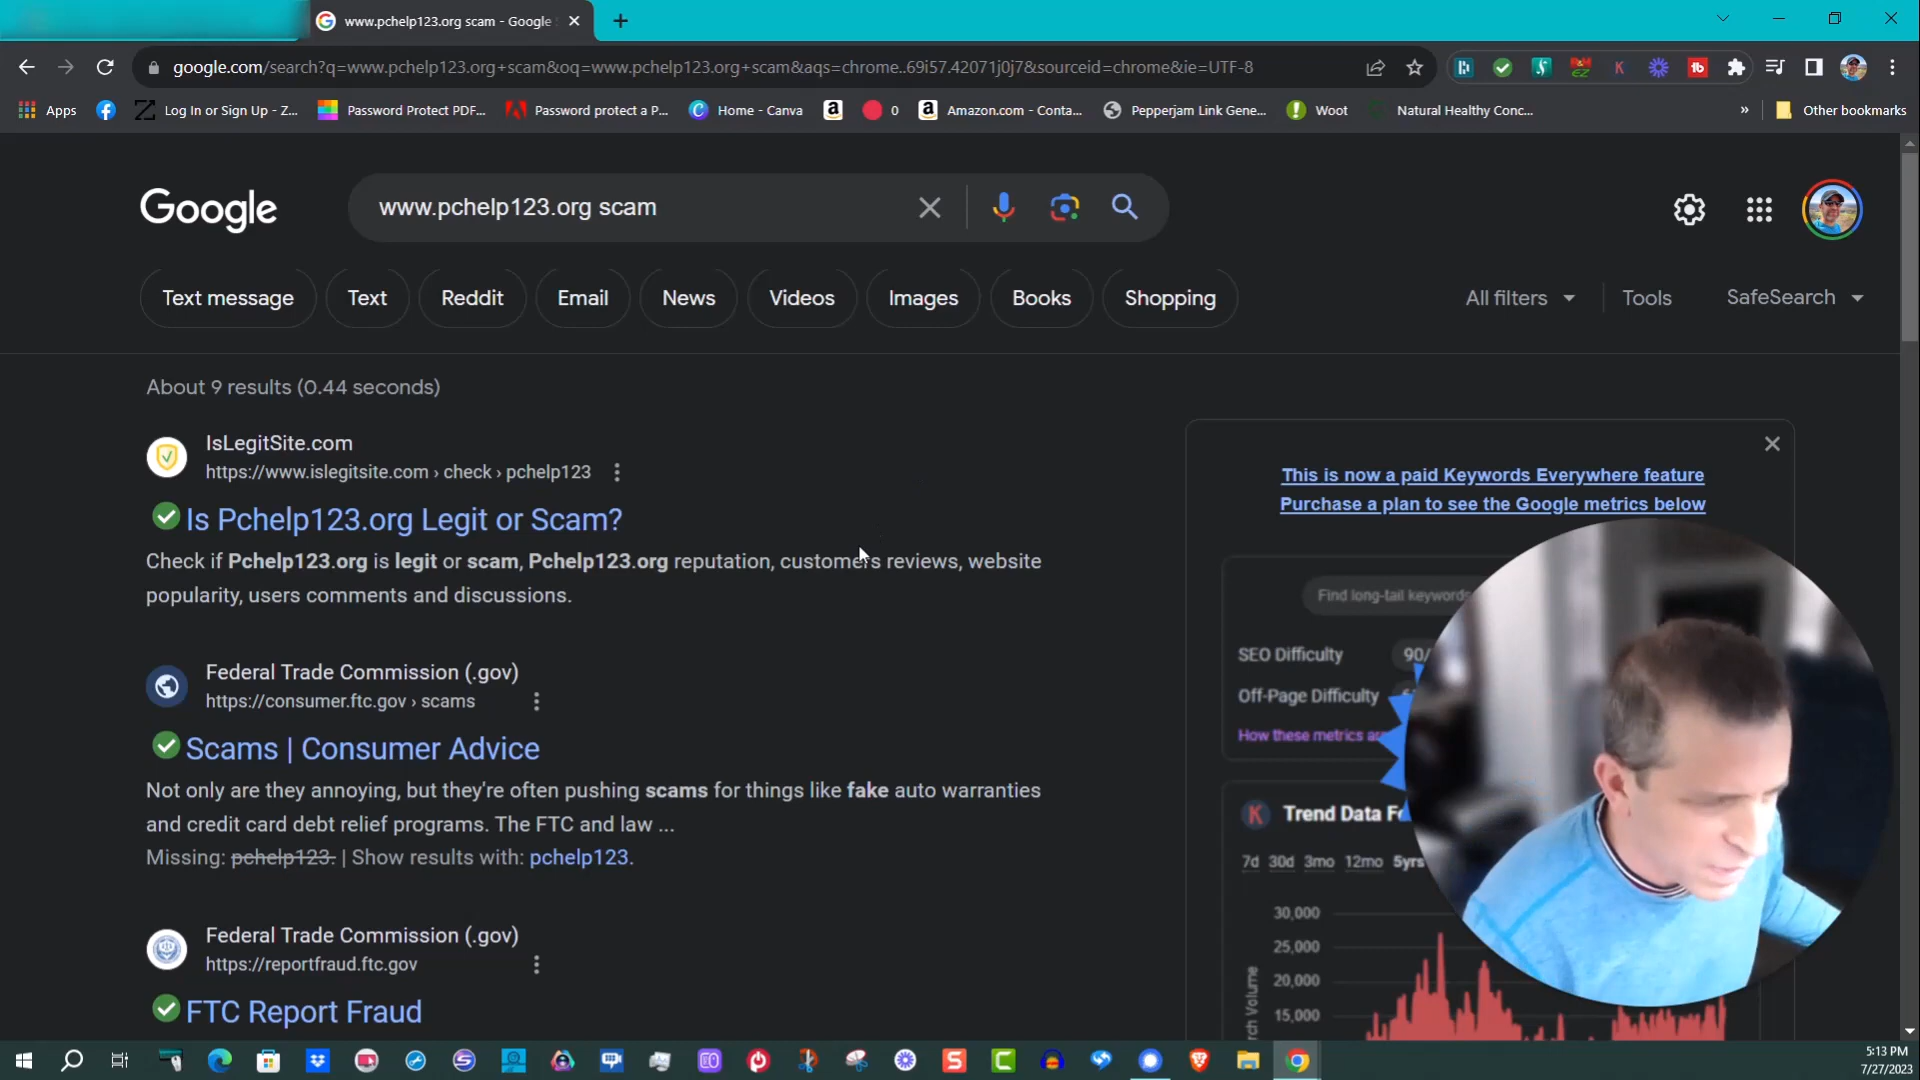 www.pchelp123.org scam - Google
google.com/search?q=www.pchelp123.org+scam&oq=www.pchelp123.org+scam&aqs=chrome..69i57.42071j0j7&sourceid=chrome&ie=UTF-8
Apps Log In or Sign Up - Z... Password Protect PDF... Password protect a P... Home - Canva 0 Amazon.com - Conta... Pepperjam Link Gene... Woot Natural Healthy Conc... » Other bookmarks
Google www.pchelp123.org scam
Text message Text Reddit Email News Videos Images Books Shopping All filters Tools SafeSearch
About 9 results (0.44 seconds)
IsLegitSite.com
https://www.islegitsite.com › check › pchelp123
Is Pchelp123.org Legit or Scam?
Check if Pchelp123.org is legit or scam, Pchelp123.org reputation, customers reviews, website
popularity, users comments and discussions.
Federal Trade Commission (.gov)
https://consumer.ftc.gov › scams
Scams | Consumer Advice
Not only are they annoying, but they're often pushing scams for things like fake auto warranties
and credit card debt relief programs. The FTC and law ...
Missing: pchelp123. | Show results with: pchelp123.
Federal Trade Commission (.gov)
https://reportfraud.ftc.gov
FTC Report Fraud
This is now a paid Keywords Everywhere feature
Purchase a plan to see the Google metrics below
Find long-tail keywords
SEO Difficulty 90/
Off-Page Difficulty
How these metrics
K Trend Data
7d 30d 3mo 12mo 5yrs
30,000
25,000
20,000
15,000
Volume
5:13 PM
7/27/2023